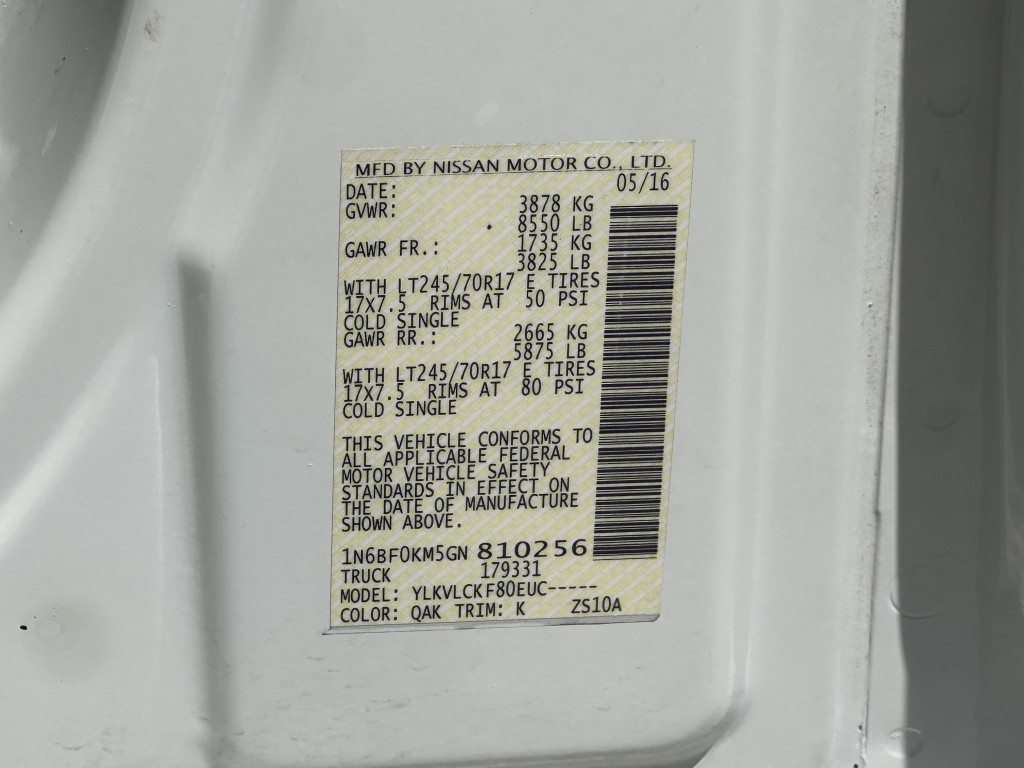 MFD BY NISSAN MOTOR CO., LTD.
DATE: 05/16
GVWR: 3878 KG
8550 LB
GAWR FR.: 1735 KG
3825 LB
WITH LT245/70R17 E TIRES
17X7.5 RIMS AT 50 PSI
COLD SINGLE
GAWR RR.: 2665 KG
5875 LB
WITH LT245/70R17 E TIRES
17X7.5 RIMS AT 80 PSI
COLD SINGLE
THIS VEHICLE CONFORMS TO
ALL APPLICABLE FEDERAL
MOTOR VEHICLE SAFETY
STANDARDS IN EFFECT ON
THE DATE OF MANUFACTURE
SHOWN ABOVE.
1N6BF0KM5GN 810256
TRUCK 179331
MODEL: YLKVLCKF80EUC-----
COLOR: QAK TRIM: K ZS10A